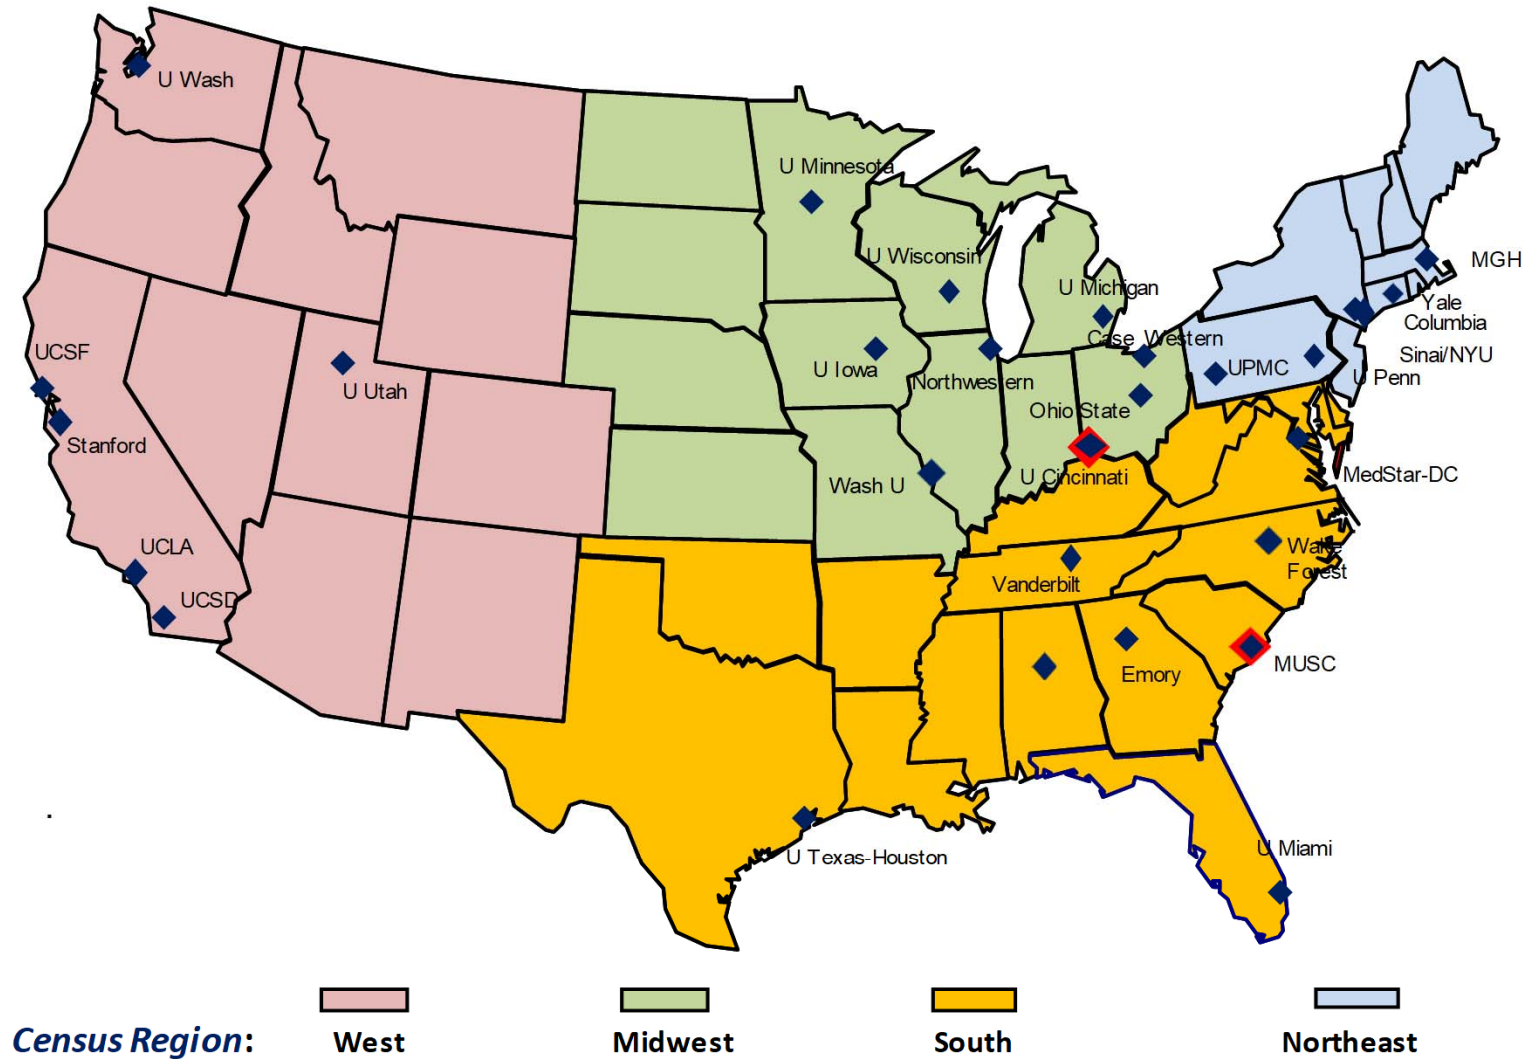 U Wash
U Minnesota
U Wisconsin
MGH
U Michigan
Yale
Columbia
Case Western
UCSF
Sinai/NYU
U Iowa
UPMC
U Penn
U Utah
Northwestern
Ohio State
Stanford
U Cincinnati
MedStar-DC
Wash U
UCLA
Wake
Forest
Vanderbilt
UCSD
MUSC
Emory
.
U Miami
U Texas-Houston
Census Region:
West
Midwest
South
Northeast